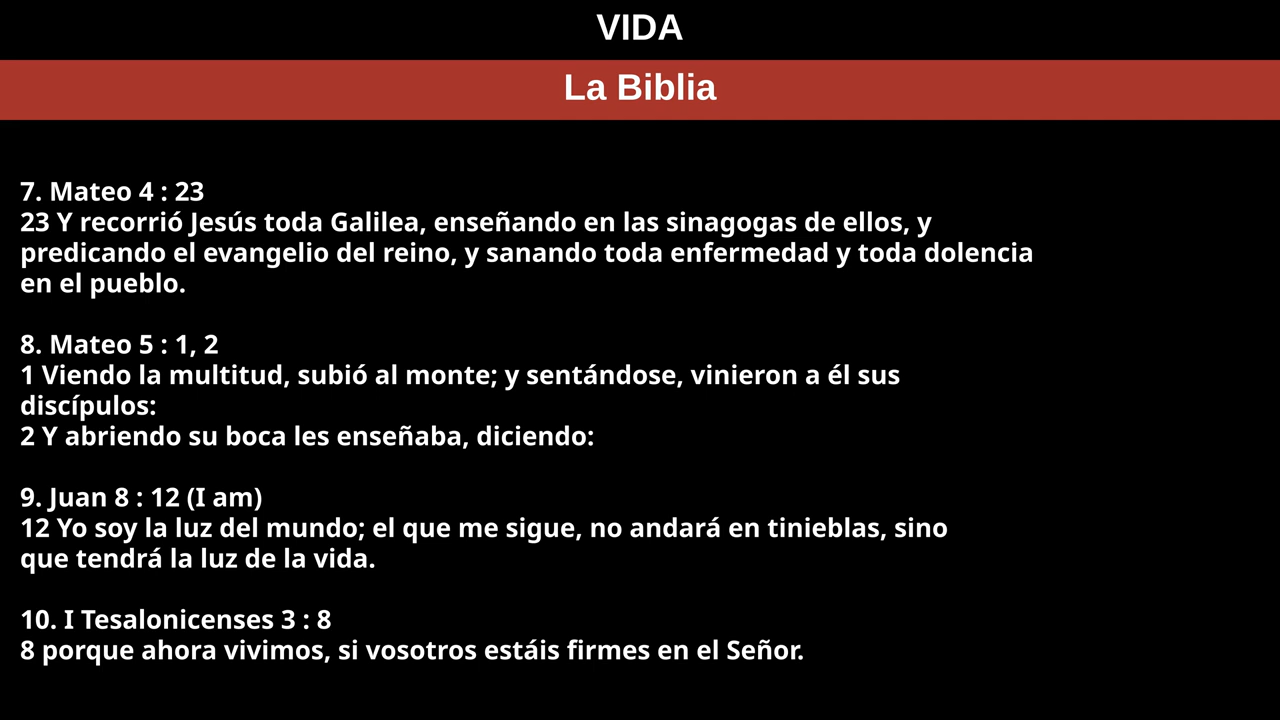 VIDA
La Biblia
7. Mateo 4 : 23
23 Y recorrió Jesús toda Galilea, enseñando en las sinagogas de ellos, y
predicando el evangelio del reino, y sanando toda enfermedad y toda dolencia
en el pueblo.
8. Mateo 5 : 1, 2
1 Viendo la multitud, subió al monte; y sentándose, vinieron a él sus
discípulos:
2 Y abriendo su boca les enseñaba, diciendo:
9. Juan 8 : 12 (I am)
12 Yo soy la luz del mundo; el que me sigue, no andará en tinieblas, sino
que tendrá la luz de la vida.
10. I Tesalonicenses 3 : 8
8 porque ahora vivimos, si vosotros estáis firmes en el Señor.